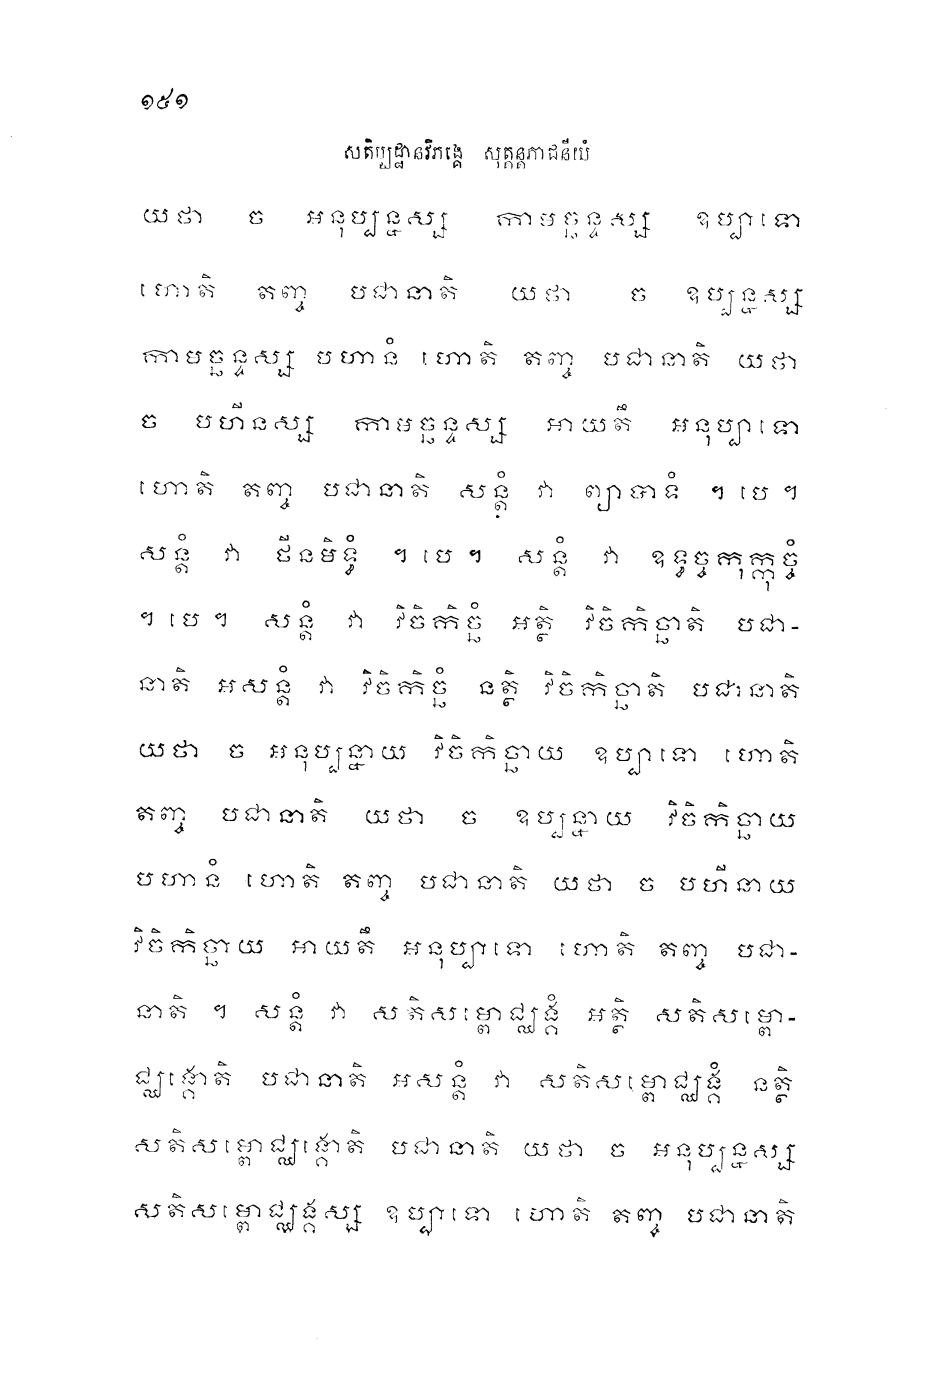 ១៥១
សតិប្បដ្ឋានវិភង្គេ សុត្តន្តភាជនីយំ
យថា ច អនុប្បន្នស្ស កាមច្ឆន្ទស្ស ឧប្បាទោ
ហោតិ តញ្ច បជានាតិ យថា ច ឧប្បន្នស្ស
កាមច្ឆន្ទស្ស បហានំ ហោតិ តញ្ច បជានាតិ យថា
ច បហីនស្ស កាមច្ឆន្ទស្ស អាយតឹ អនុប្បាទោ
ហោតិ តញ្ច បជានាតិ សន្តំ វា ព្យាបាទំ ។ បេ ។
សន្តំ វា ថីនមិទ្ធំ ។ បេ ។ សន្តំ វា ឧទ្ធច្ចកុក្កុច្ចំ
។ បេ ។ សន្តំ វា វិចិកិច្ឆំ អត្ថិ វិចិកិច្ឆាតិ បជា-
នាតិ អសន្តំ វា វិចិកិច្ឆំ នត្ថិ វិចិកិច្ឆាតិ បជានាតិ
យថា ច អនុប្បន្នាយ វិចិកិច្ឆាយ ឧប្បាទោ ហោតិ
តញ្ច បជានាតិ យថា ច ឧប្បន្នាយ វិចិកិច្ឆាយ
បហានំ ហោតិ តញ្ច បជានាតិ យថា ច បហីនាយ
វិចិកិច្ឆាយ អាយតឹ អនុប្បាទោ ហោតិ តញ្ច បជា-
នាតិ ។ សន្តំ វា សតិសម្ពោជ្ឈង្គំ អត្ថិ សតិសម្ពោ-
ជ្ឈង្គោតិ បជានាតិ អសន្តំ វា សតិសម្ពោជ្ឈង្គំ នត្ថិ
សតិសម្ពោជ្ឈង្គោតិ បជានាតិ យថា ច អនុប្បន្នស្ស
សតិសម្ពោជ្ឈង្គស្ស ឧប្បាទោ ហោតិ តញ្ច បជានាតិ